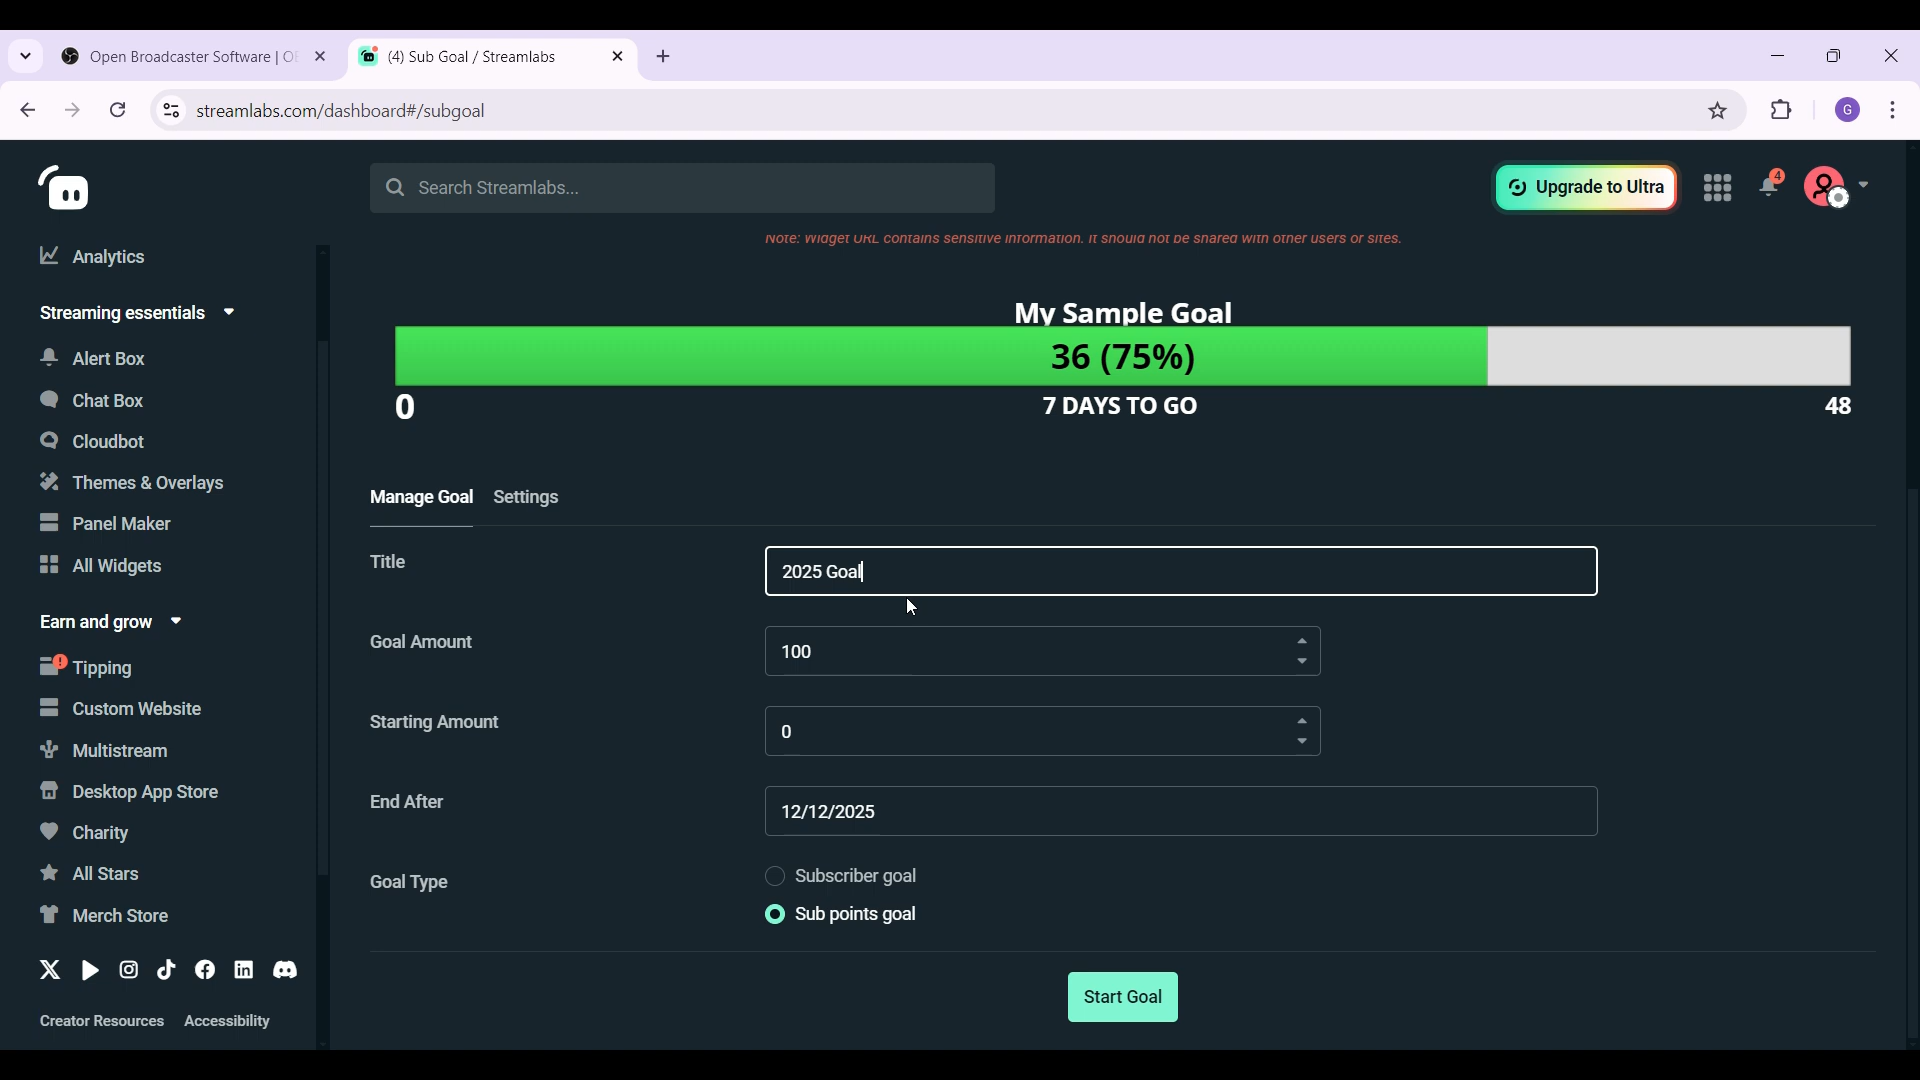 Open Broadcaster Software | OB
(4) Sub Goal / Streamlabs
streamlabs.com/dashboard#/subgoal
G
Search Streamlabs...
Upgrade to Ultra
4
Note: Widget URL contains sensitive information. It should not be shared with other users or sites.
Analytics
Streaming essentials
Alert Box
Chat Box
Cloudbot
Themes & Overlays
Panel Maker
All Widgets
Earn and grow
!
Tipping
Custom Website
Multistream
Desktop App Store
Charity
All Stars
Merch Store
Creator Resources Accessibility
My Sample Goal
36 (75%)
0 7 DAYS TO GO 48
Manage Goal Settings
Title 2025 Goal
Goal Amount 100
Starting Amount 0
End After 12/12/2025
Goal Type Subscriber goal
Sub points goal
Start Goal